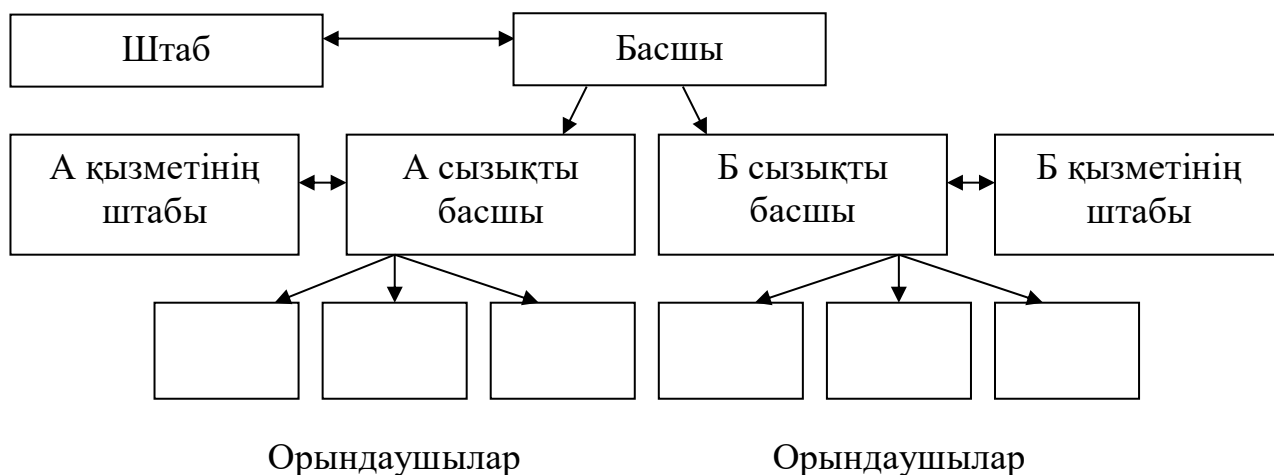 Штаб
Басшы
А қызметінің
штабы
А сызықты
басшы
Б сызықты
басшы
Б қызметінің
штабы
Орындаушылар
Орындаушылар